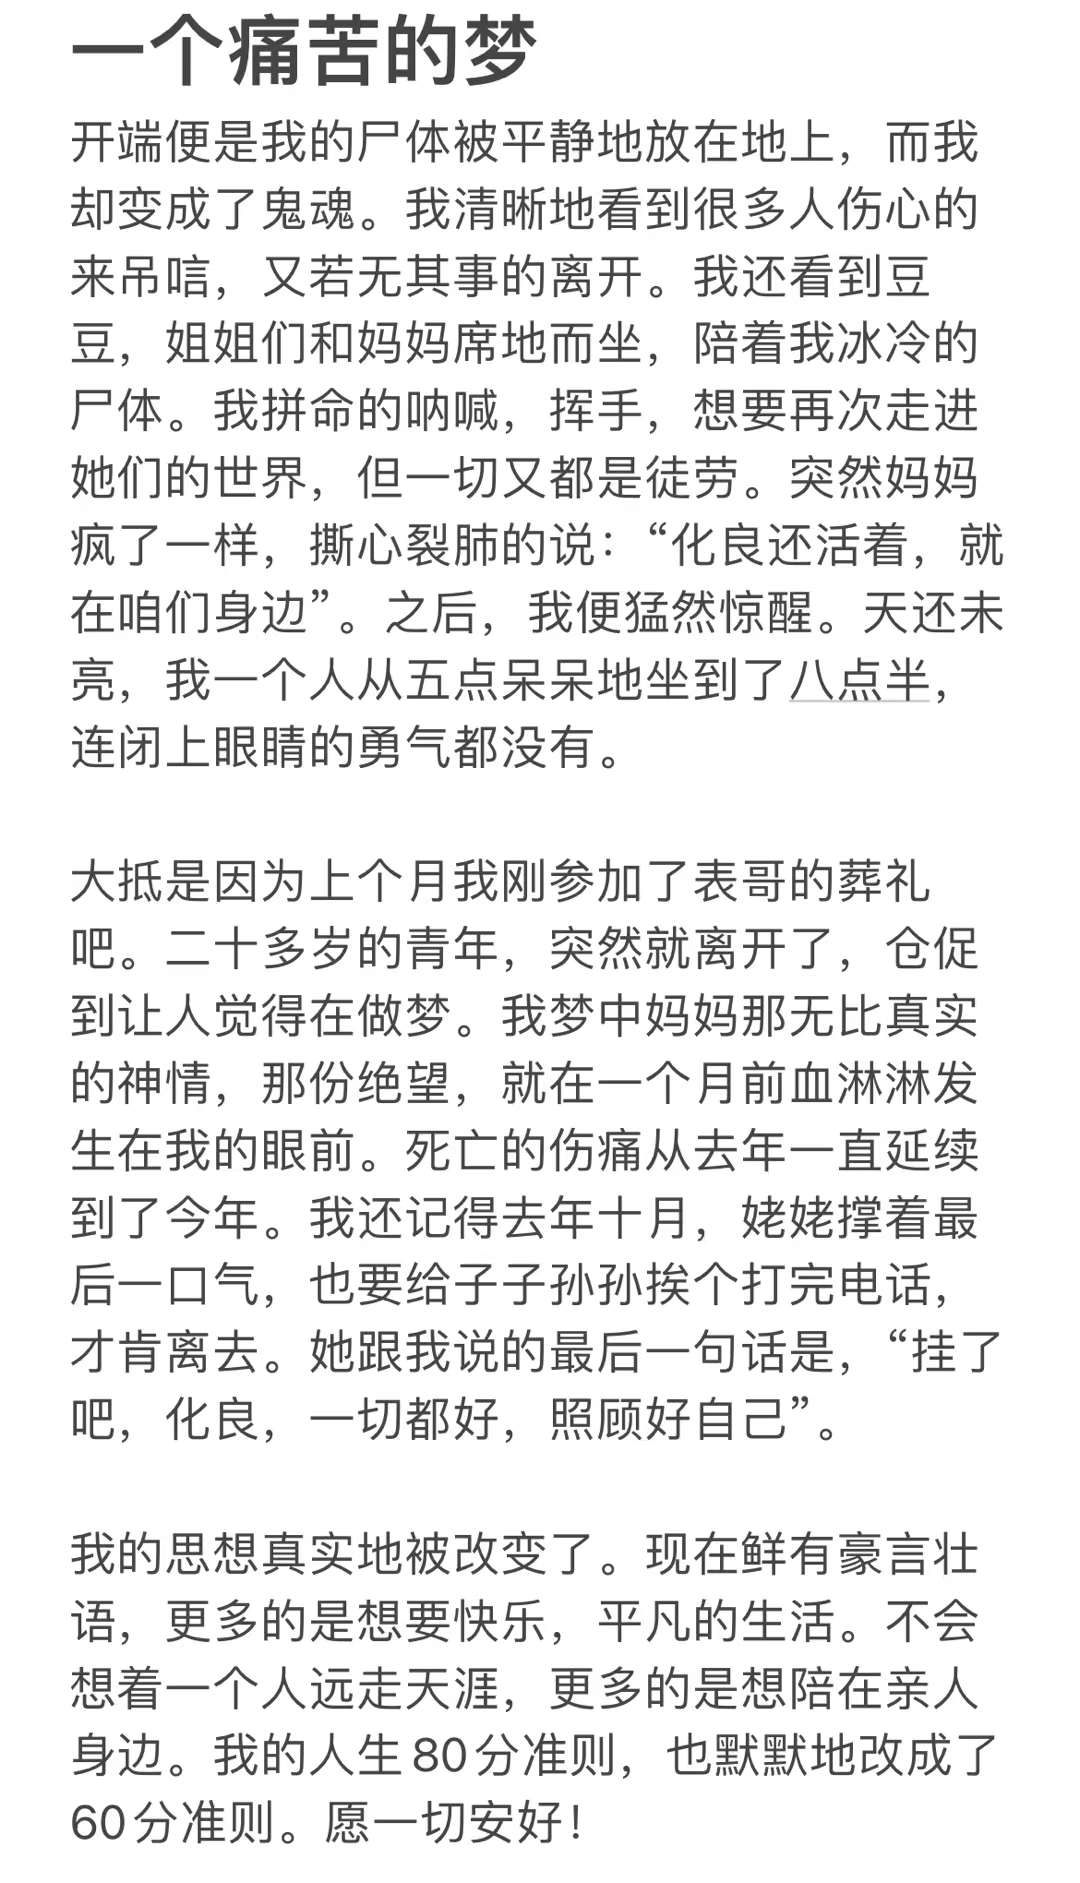 一个痛苦的梦
开端便是我的尸体被平静地放在地上，而我
却变成了鬼魂。我清晰地看到很多人伤心的
来吊唁，又若无其事的离开。我还看到豆
豆，姐姐们和妈妈席地而坐，陪着我冰冷的
尸体。我拼命的呐喊，挥手，想要再次走进
她们的世界，但一切又都是徒劳。突然妈妈
疯了一样，撕心裂肺的说：“化良还活着，就
在咱们身边”。之后，我便猛然惊醒。天还未
亮，我一个人从五点呆呆地坐到了八点半，
连闭上眼睛的勇气都没有。
大抵是因为上个月我刚参加了表哥的葬礼
吧。二十多岁的青年，突然就离开了，仓促
到让人觉得在做梦。我梦中妈妈那无比真实
的神情，那份绝望，就在一个月前血淋淋发
生在我的眼前。死亡的伤痛从去年一直延续
到了今年。我还记得去年十月，姥姥撑着最
后一口气，也要给子子孙孙挨个打完电话，
才肯离去。她跟我说的最后一句话是，“挂了
吧，化良，一切都好，照顾好自己”。
我的思想真实地被改变了。现在鲜有豪言壮
语，更多的是想要快乐，平凡的生活。不会
想着一个人远走天涯，更多的是想陪在亲人
身边。我的人生80分准则，也默默地改成了
60分准则。愿一切安好！